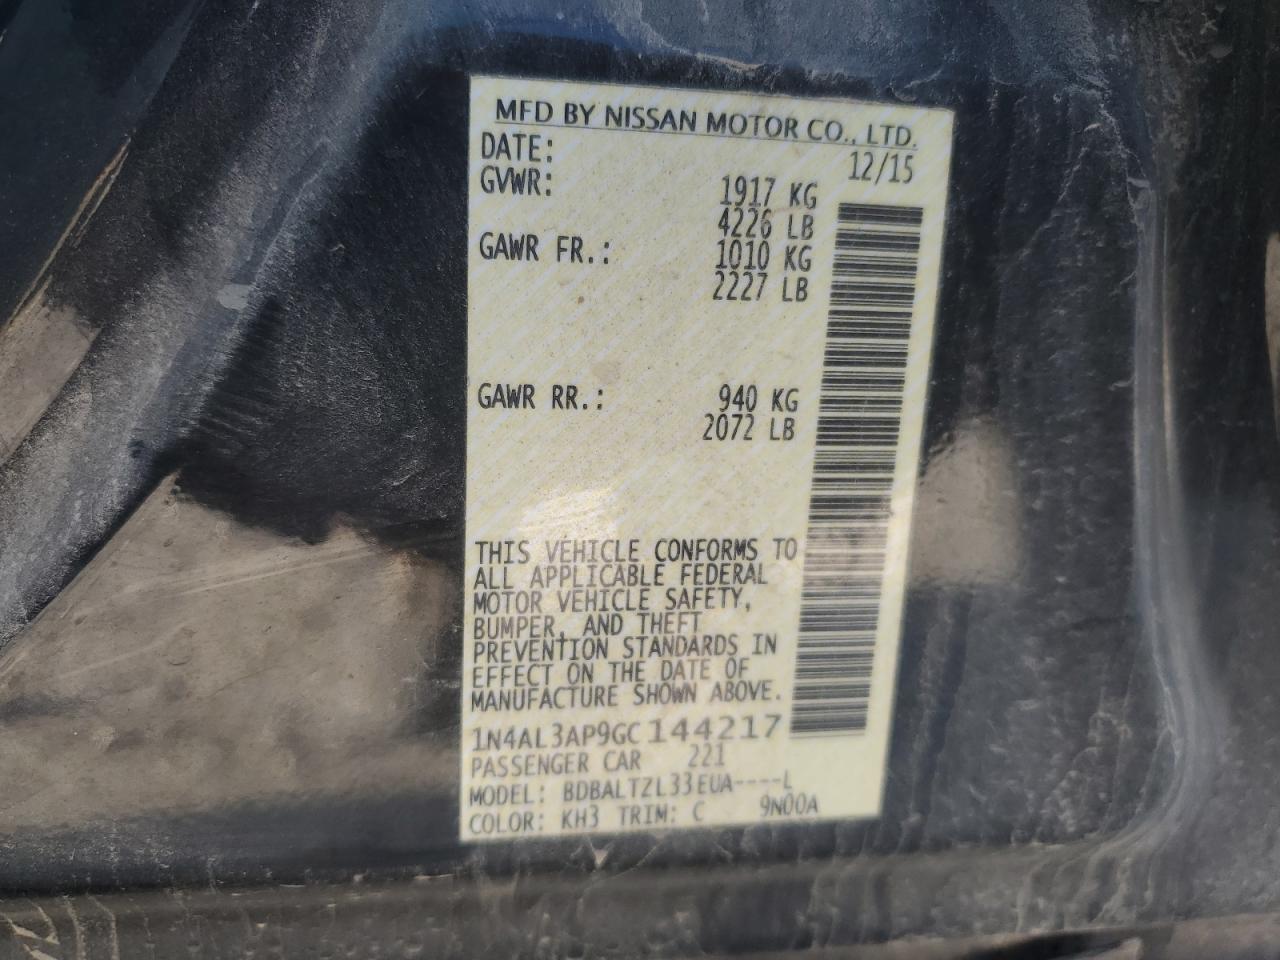 MFD BY NISSAN MOTOR CO., LTD.
DATE: 12/15
GVWR: 1917 KG
4226 LB
GAWR FR.: 1010 KG
2227 LB
GAWR RR.: 940 KG
2072 LB
THIS VEHICLE CONFORMS TO
ALL APPLICABLE FEDERAL
MOTOR VEHICLE SAFETY,
BUMPER, AND THEFT
PREVENTION STANDARDS IN
EFFECT ON THE DATE OF
MANUFACTURE SHOWN ABOVE.
1N4AL3AP9GC144217
PASSENGER CAR 221
MODEL: BDBALTZL33EUA----L
COLOR: KH3 TRIM: C 9N00A